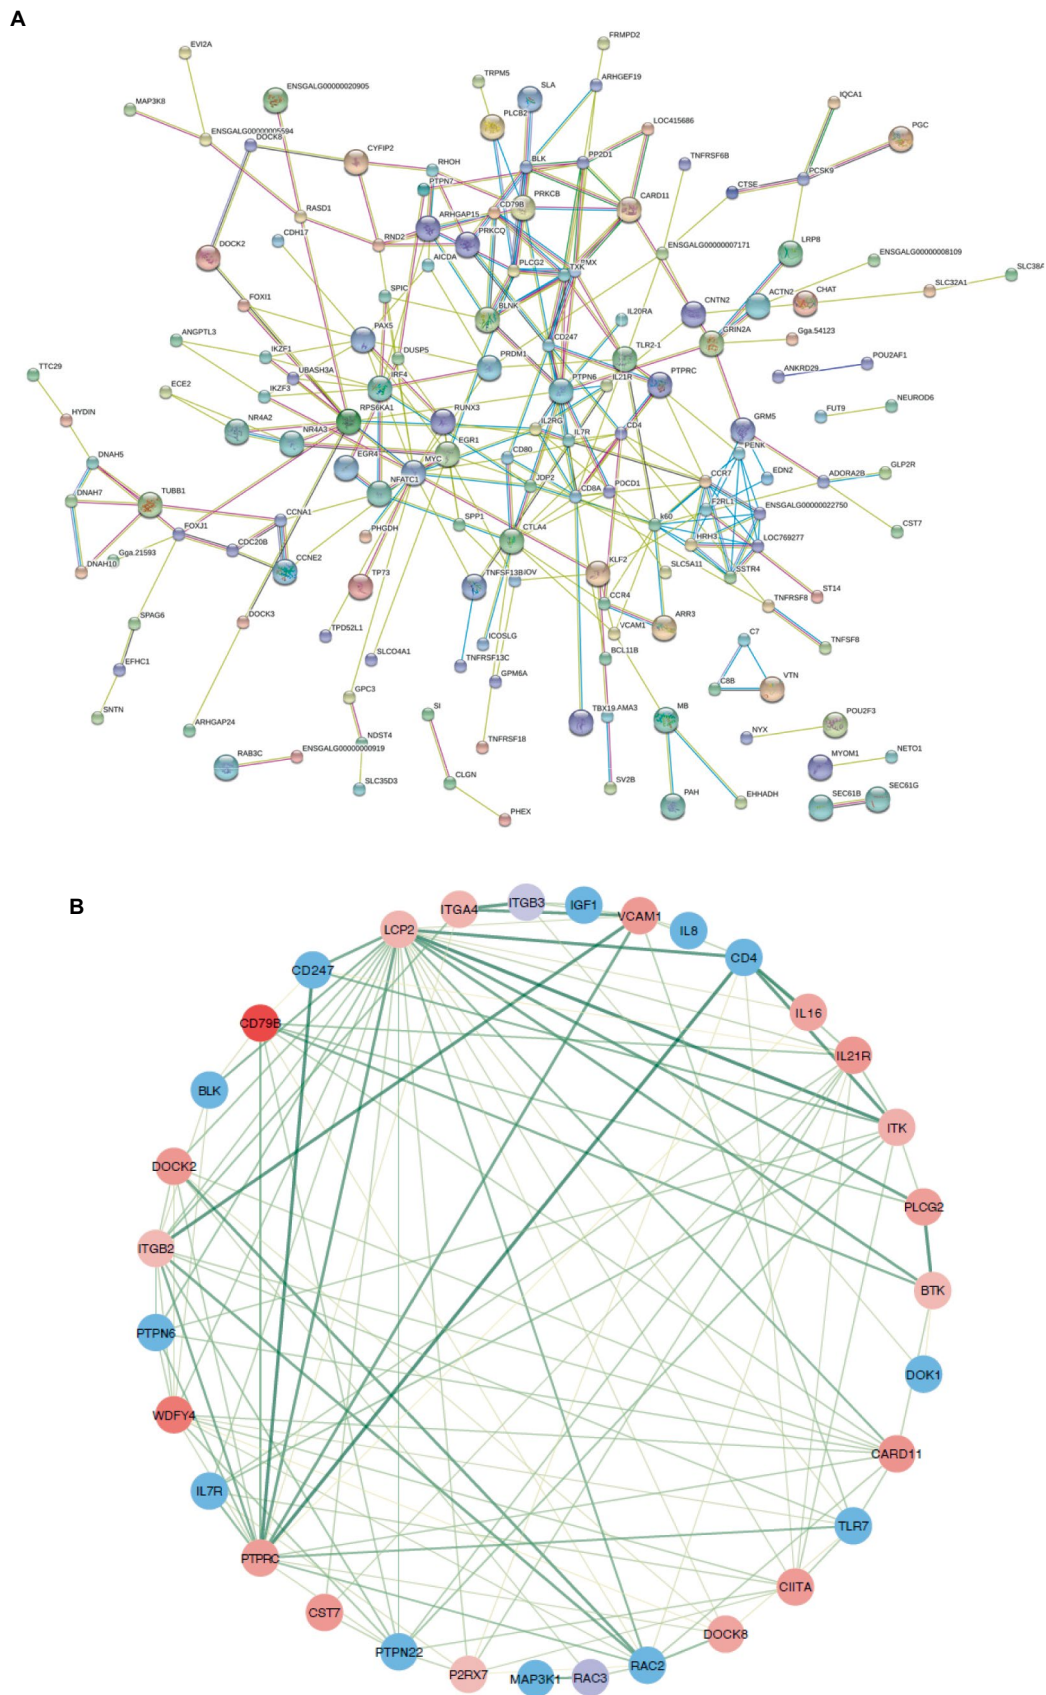 A
EVI2A
FRMPD2
TRPM5
ARHGEF19
ENSGALG00000020905
SLA
MAP3K8
IQCA1
PLCB2
LOC415686
PGC
ENSGALG00000005694
DOCK8
CYFIP2
BLK
PP2D1
RHOH
TNFRSF6B
PCSK9
PTPN7
CTSE
PRKCB
CARD11
CD79B
RASD1
ARHGAP15
CDH17
RND2
PRKCQ
LRP8
DOCK2
ENSGALG00000007171
ENSGALG00000008109
AICDA
PLCG2
TXK
BMX
SLC38A
SLC32A1
SPIC
ACTN2
CHAT
FOXI1
CNTN2
BLNK
IL20RA
GRIN2A
ANGPTL3
PAX5
Gga.54123
CD247
IKZF1
DUSP5
TLR2-1
PRDM1
POU2AF1
UBASH3A
ANKRD29
TTC29
IL21R
PTPRC
IRF4
PTPN6
ECE2
IKZF3
NEUROD6
HYDIN
RPS6KA1
RUNX3
FUT9
NR4A2
IL2RG
CD4
GRM5
NR4A3
IL7R
EGR1
PENK
DNAH5
EGR4
MYC
CD80
CCR7
EDN2
GLP2R
ADORA2B
DNAH7
TUBB1
NFATC1
JDP2
CD8A
PDCD1
F2RL1
ENSGALG00000022750
CCNA1
SPP1
k60
FOXJ1
PHGDH
CTLA4
CST7
HRH3
LOC769277
Gga.21593
CDC20B
CCNE2
KLF2
DNAH10
TP73
TNFSF13B
SLC5A11
SSTR4
ST14
CCR4
TNFRSF8
SPAG6
DOCK3
VCAM1
ARR3
TPD52L1
ICOSLG
TNFSF8
C7
EFHC1
SLCO4A1
TNFRSF13C
BCL11B
GPM6A
C8B
VTN
GPC3
SNTN
ARHGAP24
SI
TBX19
LAMA3
MB
POU2F3
NYX
NDST4
TNFRSF18
RAB3C
ENSGALG00000000919
MYOM1
NETO1
CLGN
SLC35D3
SV2B
SEC61B
SEC61G
PAH
EHHADH
PHEX
B
ITGA4
ITGB3
IGF1
VCAM1
IL8
LCP2
CD4
CD247
IL16
CD79B
IL21R
BLK
ITK
DOCK2
PLCG2
ITGB2
BTK
PTPN6
DOK1
WDFY4
CARD11
IL7R
TLR7
PTPRC
CIITA
CST7
DOCK8
PTPN22
RAC2
P2RX7
MAP3K1
RAC3